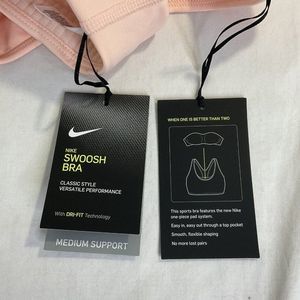 NIKE
SWOOSH
BRA
CLASSIC STYLE
VERSATILE PERFORMANCE
With DRI-FIT Technology
MEDIUM SUPPORT
WHEN ONE IS BETTER THAN TWO
This sports bra features the new Nike
one-piece pad system.
Easy in, easy out through a top pocket
Smooth, flexible shaping
No more lost pairs